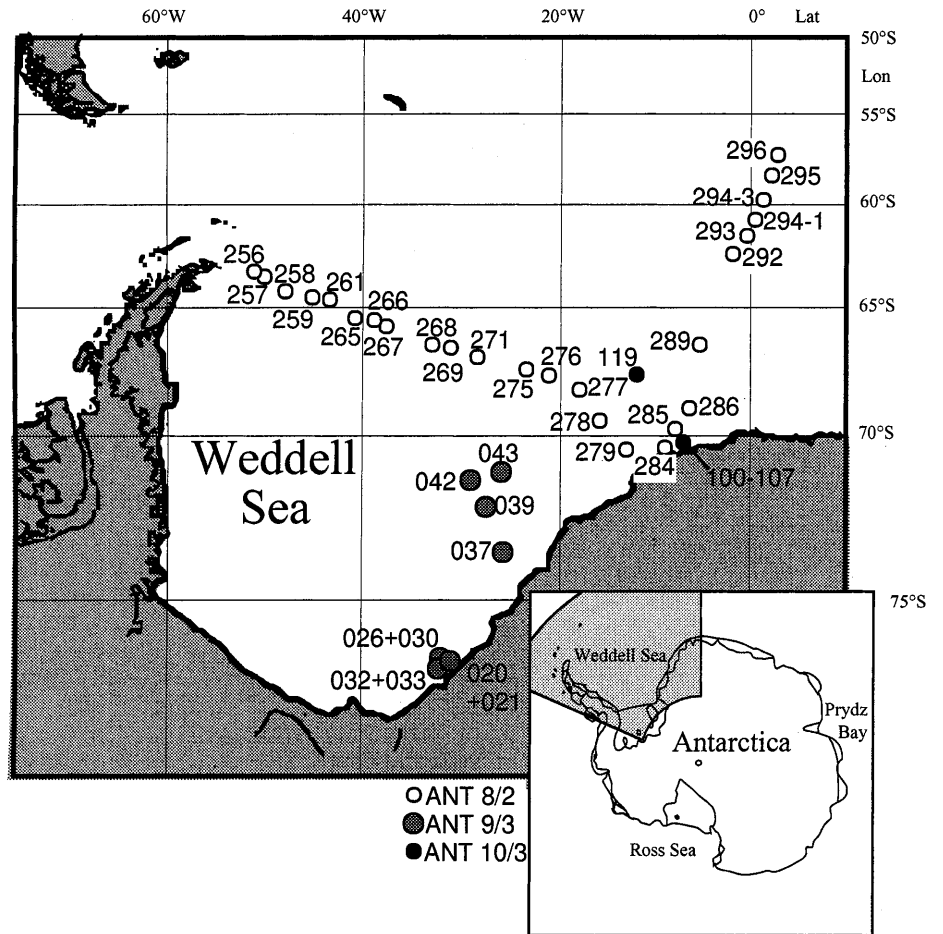 60°W 40°W 20°W 0° Lat
50°S
Lon
55°S
296
295
294-3
60°S
294-1
293
292
256
258
261
257
259
266
265
267
65°S
268
271
269
276
119
289
275
277
286
285
278
279
284
70°S
Weddell
Sea
043
042
039
100-107
037
75°S
026+030
032+033
020
+021
Weddell Sea
Prydz
Bay
Antarctica
Ross Sea
ANT 8/2
ANT 9/3
ANT 10/3